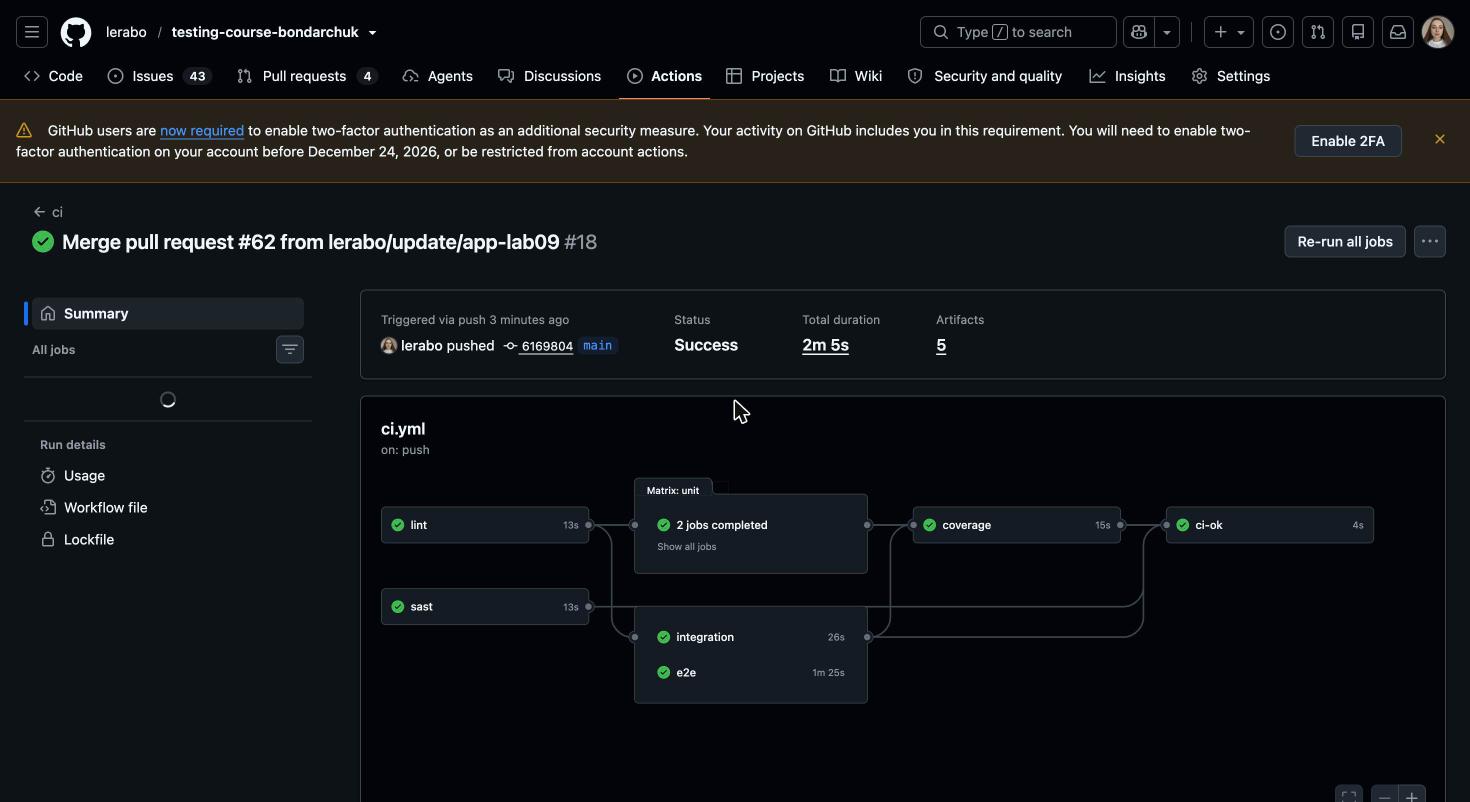 lerabo / testing-course-bondarchuk
Type / to search
Code
Issues 43
Pull requests 4
Agents
Discussions
Actions
Projects
Wiki
Security and quality
Insights
Settings
GitHub users are now required to enable two-factor authentication as an additional security measure. Your activity on GitHub includes you in this requirement. You will need to enable two-
factor authentication on your account before December 24, 2026, or be restricted from account actions.
Enable 2FA
ci
Merge pull request #62 from lerabo/update/app-lab09 #18
Re-run all jobs
Summary
All jobs
Run details
Usage
Workflow file
Lockfile
Triggered via push 3 minutes ago
lerabo pushed 6169804 main
Status
Success
Total duration
2m 5s
Artifacts
5
ci.yml
on: push
lint 13s
sast 13s
Matrix: unit
2 jobs completed
Show all jobs
integration 26s
e2e 1m 25s
coverage 15s
ci-ok 4s